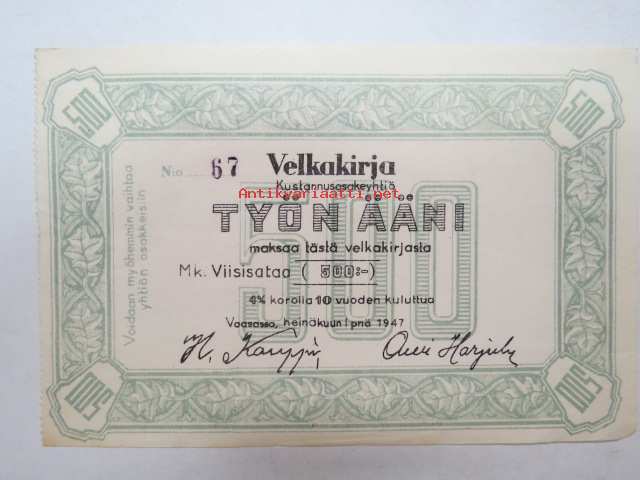 500 500
N:o 67 Velkakirja
Kustannusosakeyhtiö
Antikvariaatti.net
TYÖN ÄÄNI
maksaa tästä velkakirjasta
Mk. Viisisataa ( 500:- )
500
4% korolla 10 vuoden kuluttua
Vaasassa, heinäkuun 1 pnä 1947
Voidaan myöhemmin vaihtaa
yhtiön osakkeisiin
500 500